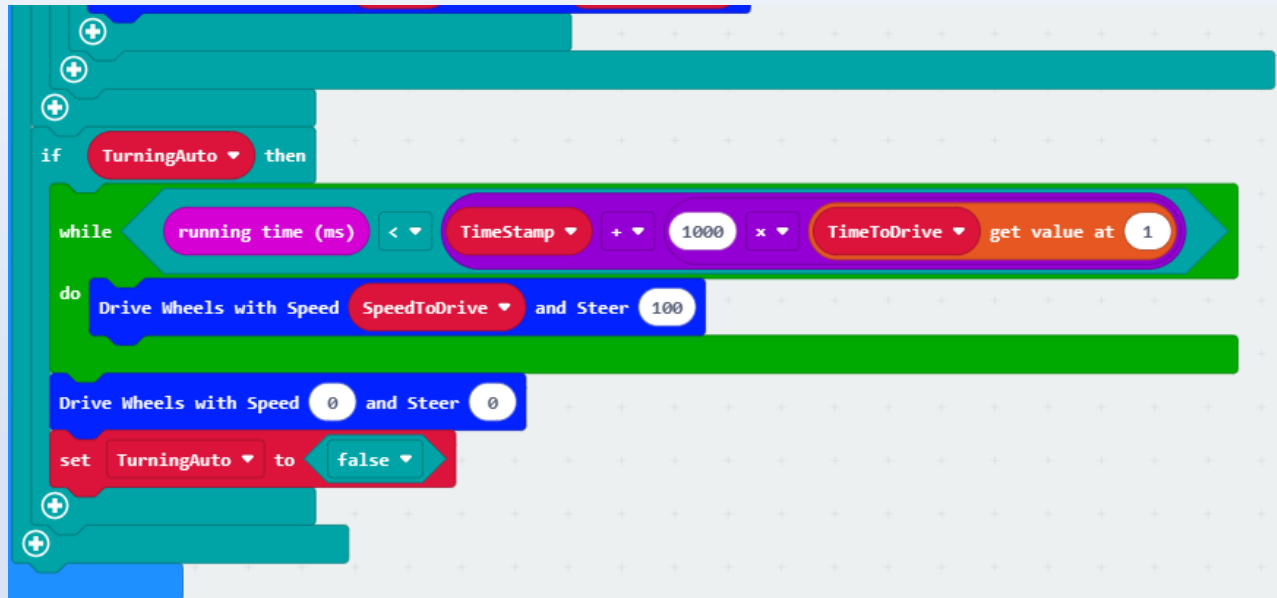 if TurningAuto then
while running time (ms) < TimeStamp + 1000 × TimeToDrive get value at 1
do Drive Wheels with Speed SpeedToDrive and Steer 100
Drive Wheels with Speed 0 and Steer 0
set TurningAuto to false